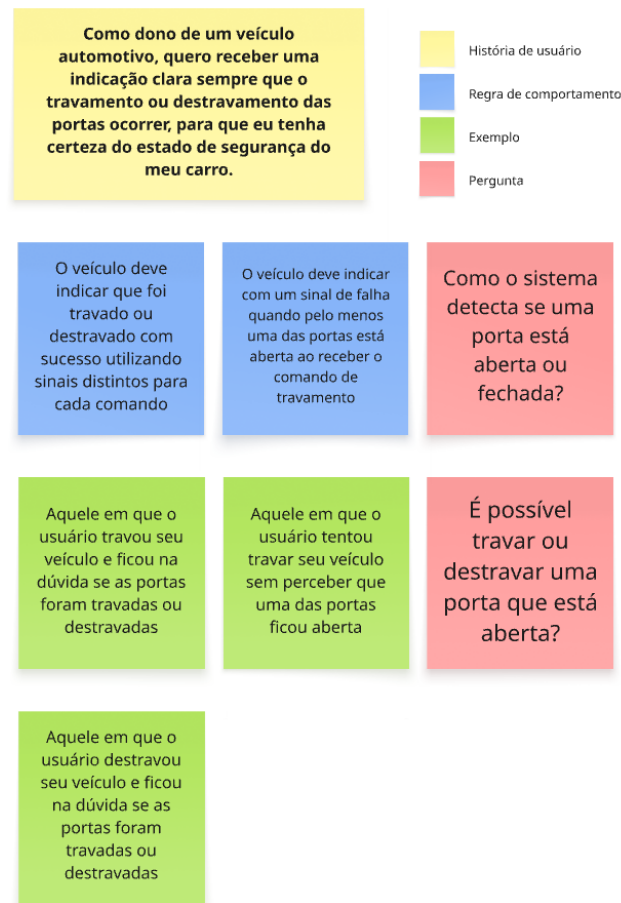 Como dono de um veículo
automotivo, quero receber uma
indicação clara sempre que o
travamento ou destravamento das
portas ocorrer, para que eu tenha
certeza do estado de segurança do
meu carro.
História de usuário
Regra de comportamento
Exemplo
Pergunta
O veículo deve
indicar que foi
travado ou
destravado com
sucesso utilizando
sinais distintos para
cada comando
O veículo deve indicar
com um sinal de falha
quando pelo menos
uma das portas está
aberta ao receber o
comando de
travamento
Como o sistema
detecta se uma
porta está
aberta ou
fechada?
Aquele em que o
usuário travou seu
veículo e ficou na
dúvida se as portas
foram travadas ou
destravadas
Aquele em que o
usuário tentou
travar seu veículo
sem perceber que
uma das portas
ficou aberta
É possível
travar ou
destravar uma
porta que está
aberta?
Aquele em que o
usuário destravou
seu veículo e ficou
na dúvida se as
portas foram
travadas ou
destravadas